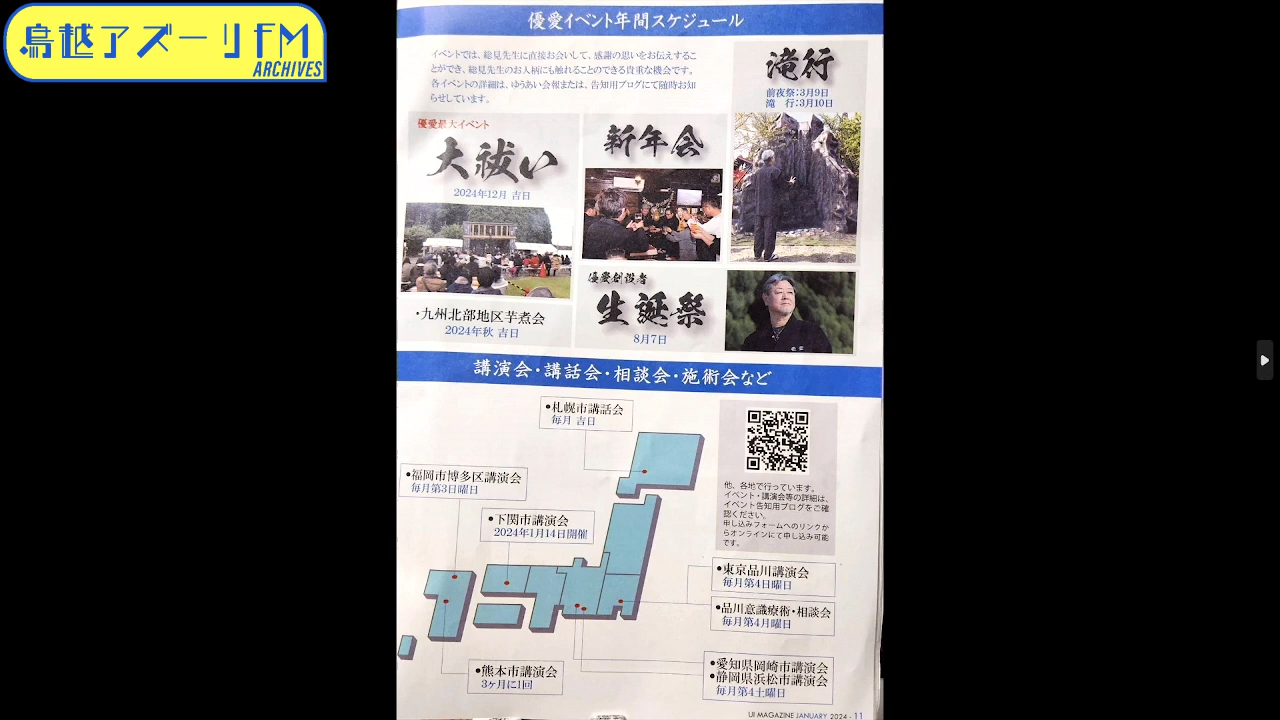 鳥越アズーリFM
ARCHIVES
優愛イベント年間スケジュール
イベントでは、総見先生に直接お会いして、感謝の思いをお伝えするこ
とができ、総見先生のお人柄にも触れることのできる貴重な機会です。
各イベントの詳細は、ゆうあい会報または、告知用ブログにて随時お知
らせしています。
滝行
前夜祭:3月9日
滝 行:3月10日
優愛最大イベント
大祓い
2024年12月 吉日
新年会
・九州北部地区芋煮会
2024年秋 吉日
優愛創設者
生誕祭
8月7日
講演会・講話会・相談会・施術会など
•札幌市講話会
毎月 吉日
•福岡市博多区講演会
毎月第3日曜日
•下関市講演会
2024年1月14日開催
他、各地で行っています。
イベント・講演会等の詳細は、
イベント告知用ブログをご確
認ください。
申し込みフォームへのリンクか
らオンラインにて申し込み可能
です。
•東京品川講演会
毎月第4日曜日
•品川意識療術・相談会
毎月第4月曜日
•愛知県岡崎市講演会
•静岡県浜松市講演会
毎月第4土曜日
•熊本市講演会
3ヶ月に1回
UI MAGAZINE JANUARY 2024 - 11